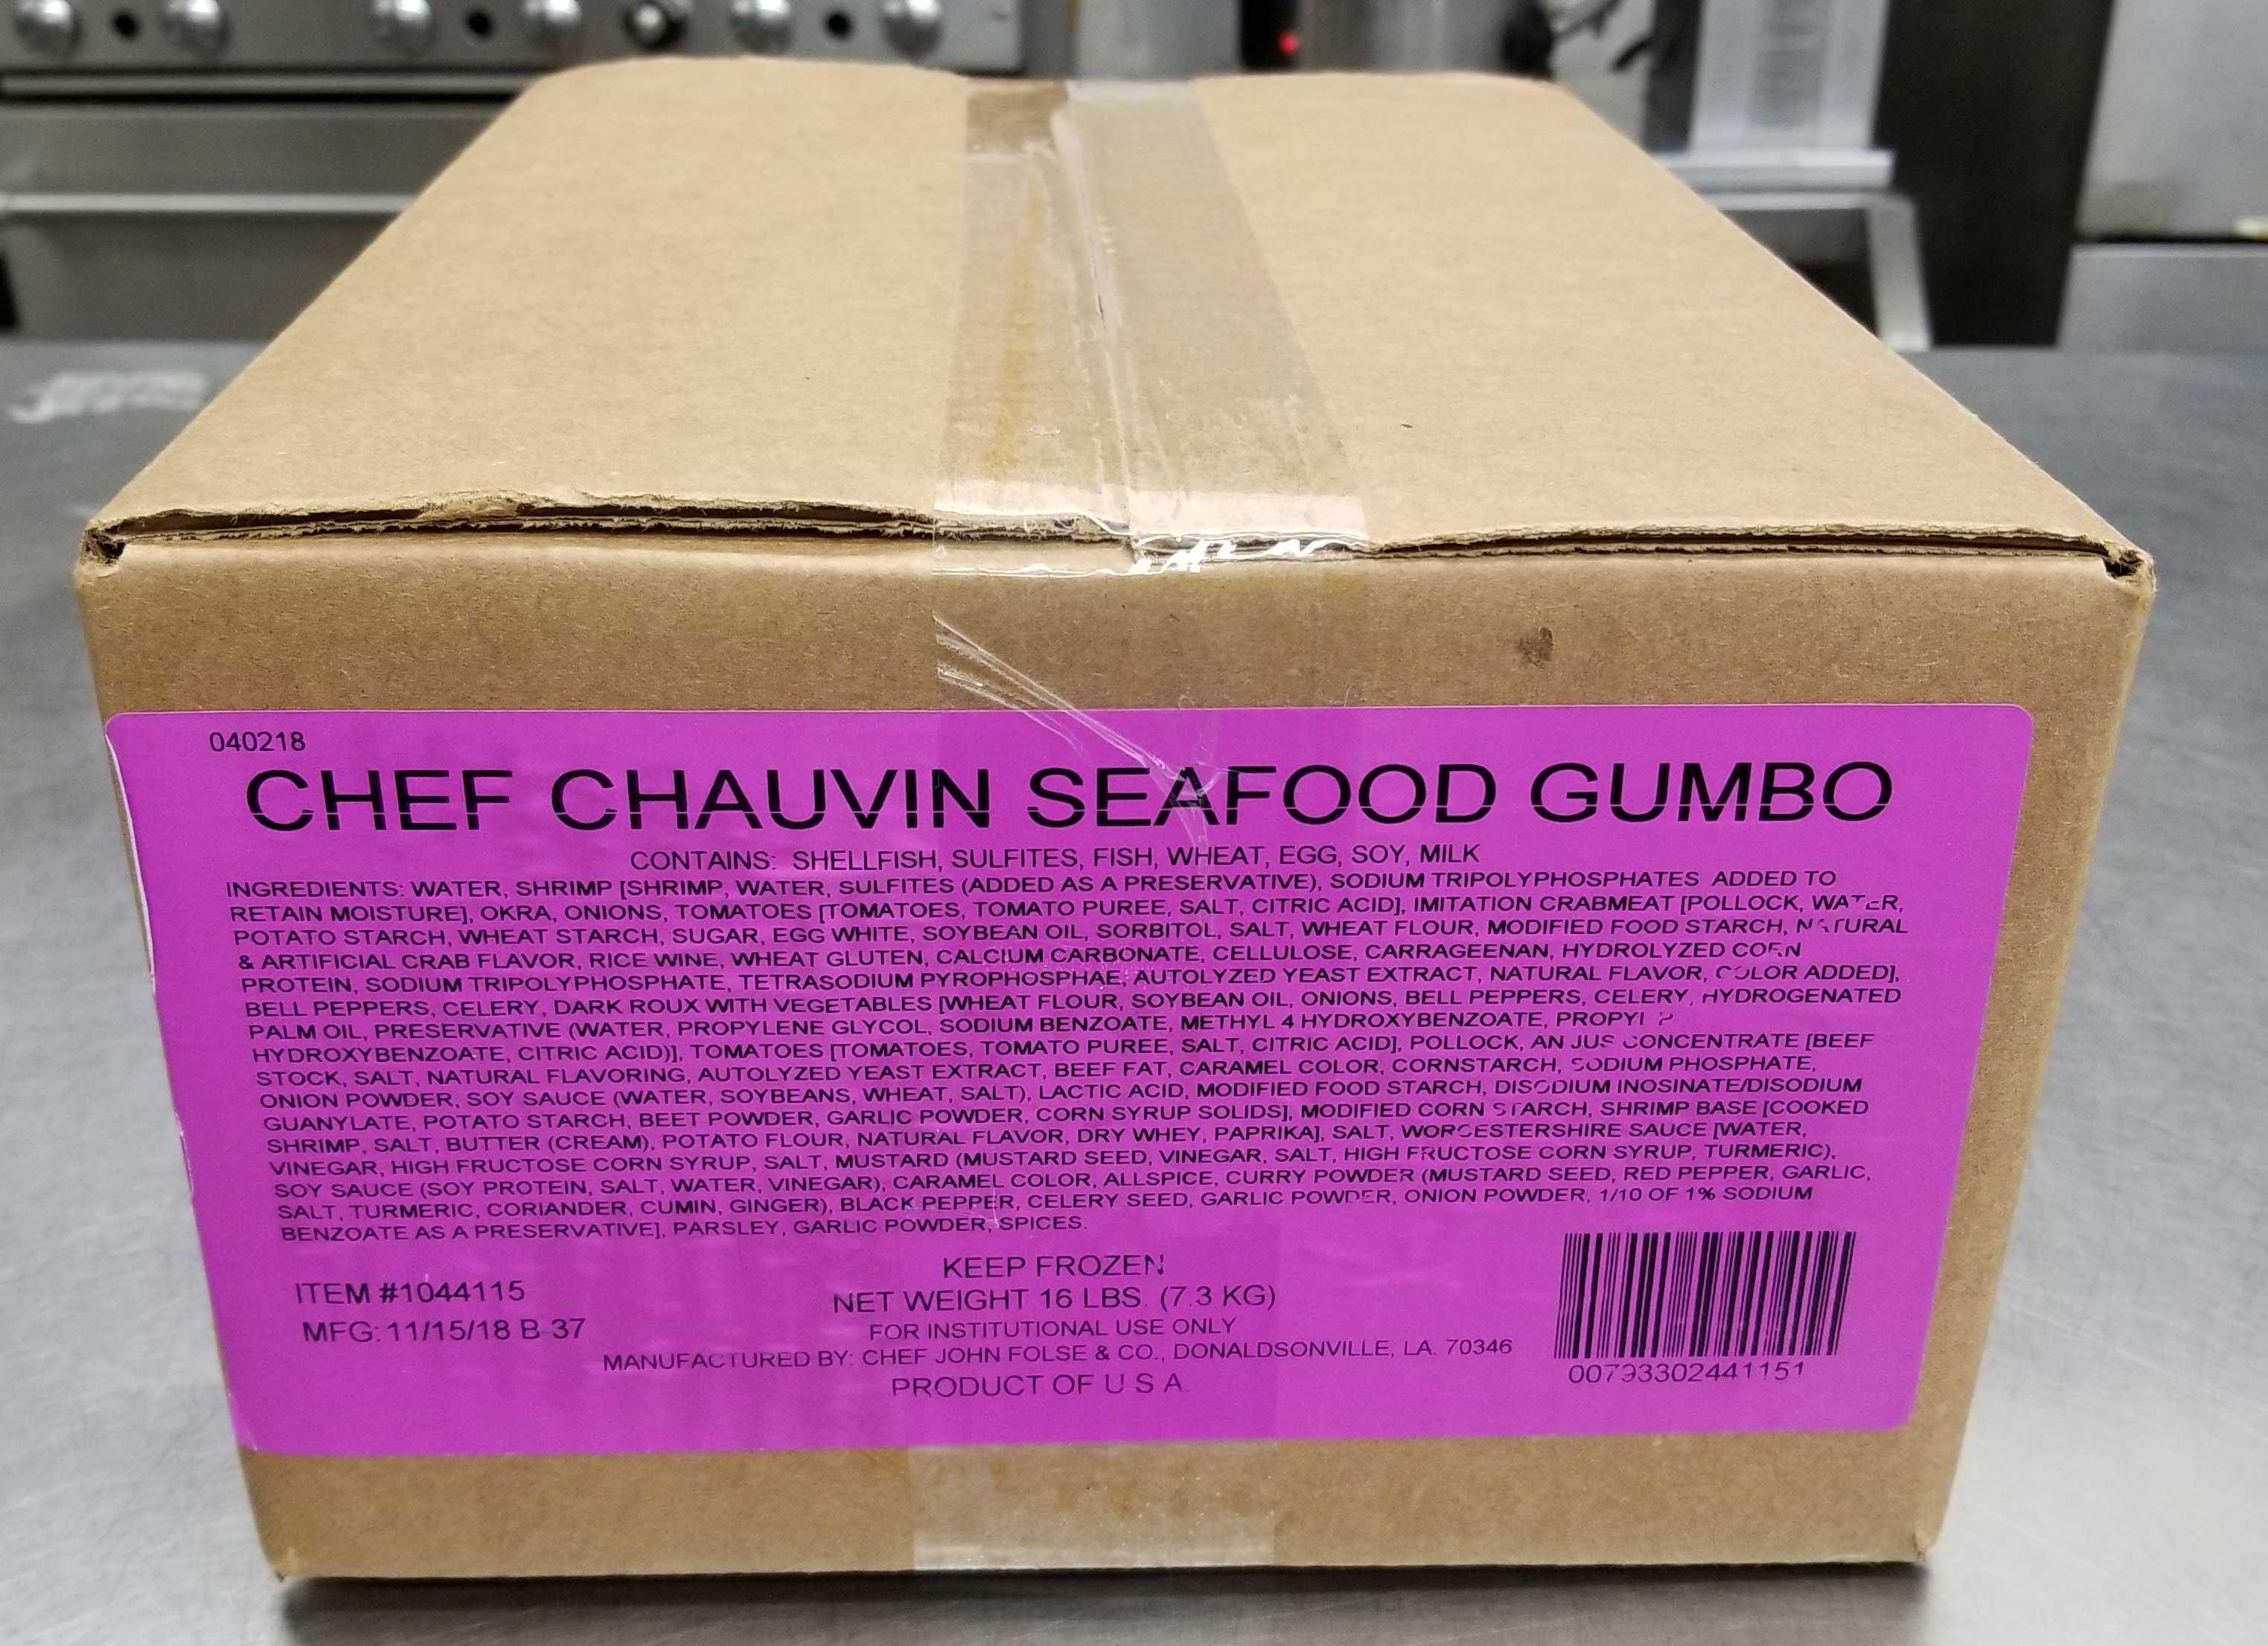 040218
CHEF CHAUVIN SEAFOOD GUMBO
CONTAINS: SHELLFISH, SULFITES, FISH, WHEAT, EGG, SOY, MILK
INGREDIENTS: WATER, SHRIMP [SHRIMP, WATER, SULFITES (ADDED AS A PRESERVATIVE), SODIUM TRIPOLYPHOSPHATES ADDED TO
RETAIN MOISTURE], OKRA, ONIONS, TOMATOES [TOMATOES, TOMATO PUREE, SALT, CITRIC ACID], IMITATION CRABMEAT [POLLOCK, WATER,
POTATO STARCH, WHEAT STARCH, SUGAR, EGG WHITE, SOYBEAN OIL, SORBITOL, SALT, WHEAT FLOUR, MODIFIED FOOD STARCH, NATURAL
& ARTIFICIAL CRAB FLAVOR, RICE WINE, WHEAT GLUTEN, CALCIUM CARBONATE, CELLULOSE, CARRAGEENAN, HYDROLYZED CORN
PROTEIN, SODIUM TRIPOLYPHOSPHATE, TETRASODIUM PYROPHOSPHAE, AUTOLYZED YEAST EXTRACT, NATURAL FLAVOR, COLOR ADDED],
BELL PEPPERS, CELERY, DARK ROUX WITH VEGETABLES [WHEAT FLOUR, SOYBEAN OIL, ONIONS, BELL PEPPERS, CELERY, HYDROGENATED
PALM OIL, PRESERVATIVE (WATER, PROPYLENE GLYCOL, SODIUM BENZOATE, METHYL 4 HYDROXYBENZOATE, PROPYL
HYDROXYBENZOATE, CITRIC ACID)], TOMATOES [TOMATOES, TOMATO PUREE, SALT, CITRIC ACID], POLLOCK, AN JUS CONCENTRATE [BEEF
STOCK, SALT, NATURAL FLAVORING, AUTOLYZED YEAST EXTRACT, BEEF FAT, CARAMEL COLOR, CORNSTARCH, SODIUM PHOSPHATE,
ONION POWDER, SOY SAUCE (WATER, SOYBEANS, WHEAT, SALT), LACTIC ACID, MODIFIED FOOD STARCH, DISODIUM INOSINATE/DISODIUM
GUANYLATE, POTATO STARCH, BEET POWDER, GARLIC POWDER, CORN SYRUP SOLIDS], MODIFIED CORN STARCH, SHRIMP BASE [COOKED
SHRIMP, SALT, BUTTER (CREAM), POTATO FLOUR, NATURAL FLAVOR, DRY WHEY, PAPRIKA], SALT, WORCESTERSHIRE SAUCE [WATER,
VINEGAR, HIGH FRUCTOSE CORN SYRUP, SALT, MUSTARD (MUSTARD SEED, VINEGAR, SALT, HIGH FRUCTOSE CORN SYRUP, TURMERIC),
SOY SAUCE (SOY PROTEIN, SALT, WATER, VINEGAR), CARAMEL COLOR, ALLSPICE, CURRY POWDER (MUSTARD SEED, RED PEPPER, GARLIC,
SALT, TURMERIC, CORIANDER, CUMIN, GINGER), BLACK PEPPER, CELERY SEED, GARLIC POWDER, ONION POWDER, 1/10 OF 1% SODIUM
BENZOATE AS A PRESERVATIVE], PARSLEY, GARLIC POWDER, SPICES.
KEEP FROZEN
ITEM #1044115
NET WEIGHT 16 LBS. (7.3 KG)
MFG: 11/15/18 B 37
FOR INSTITUTIONAL USE ONLY
MANUFACTURED BY: CHEF JOHN FOLSE & CO., DONALDSONVILLE, LA. 70346
PRODUCT OF U S A
00793302441151